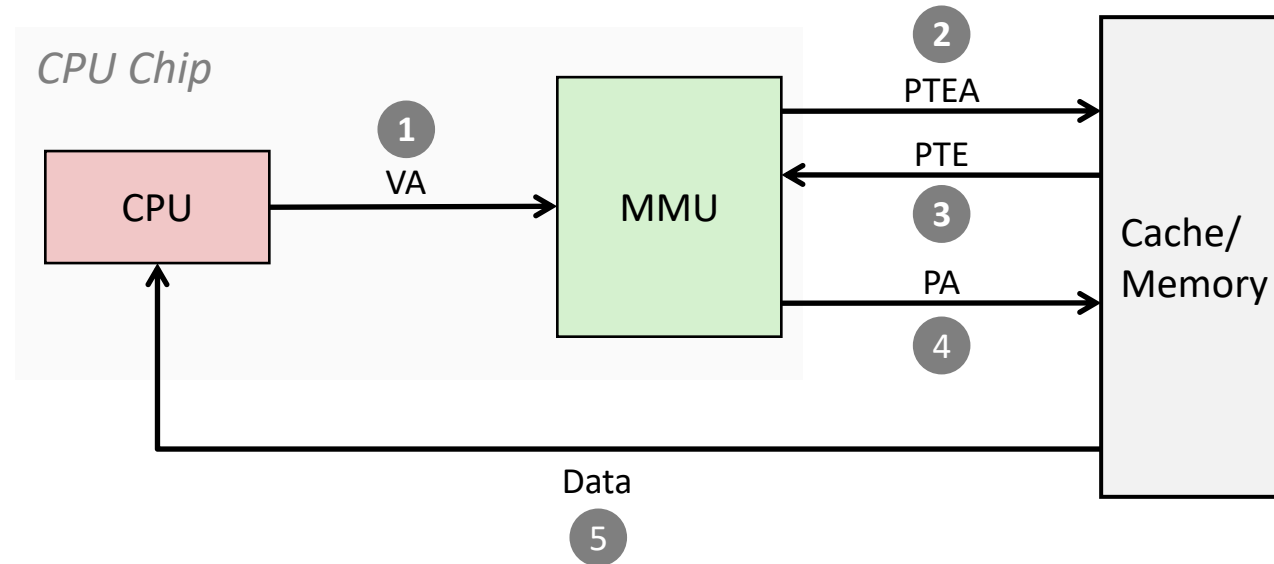 2
CPU Chip
PTEA
1
PTE
VA
CPU
MMU
3
Cache/
Memory
PA
4
Data
5